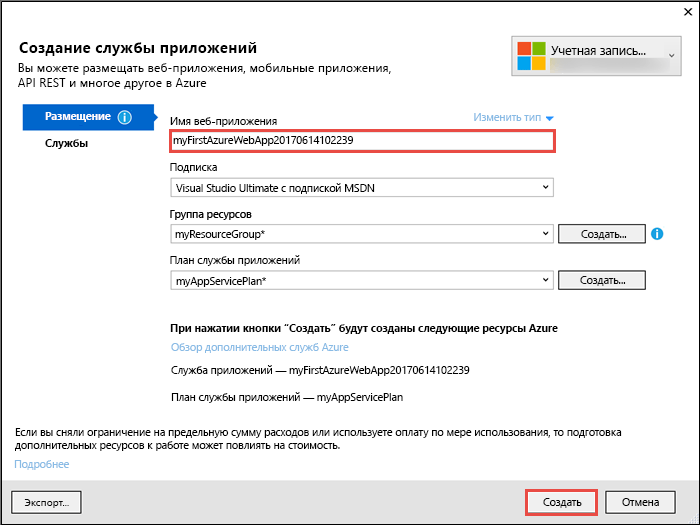 Создание службы приложений
Вы можете размещать веб-приложения, мобильные приложения,
API REST и многое другое в Azure
Учетная запись...
Размещение
Службы
Имя веб-приложения
Изменить тип
myFirstAzureWebApp20170614102239
Подписка
Visual Studio Ultimate с подпиской MSDN
Группа ресурсов
myResourceGroup*
Создать...
План службы приложений
myAppServicePlan*
Создать...
При нажатии кнопки “Создать” будут созданы следующие ресурсы Azure
Обзор дополнительных служб Azure
Служба приложений — myFirstAzureWebApp20170614102239
План службы приложений — myAppServicePlan
Если вы сняли ограничение на предельную сумму расходов или используете оплату по мере использования, то подготовка
дополнительных ресурсов к работе может повлиять на стоимость.
Подробнее
Экспорт...
Создать
Отмена